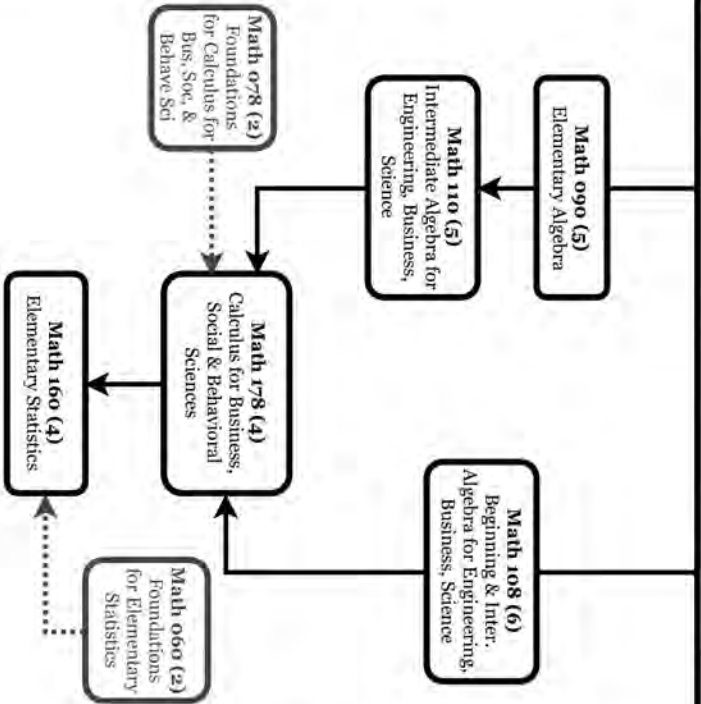 Math 090 (5)
Elementary Algebra
Math 110 (5)
Intermediate Algebra for
Engineering, Business,
Science
Math 108 (6)
Beginning & Inter.
Algebra for Engineering,
Business, Science
Math 078 (2)
Foundations
for Calculus for
Bus, Soc, &
Behave Sci
Math 178 (4)
Calculus for Business,
Social & Behavioral
Sciences
Math 060 (2)
Foundations
for Elementary
Statistics
Math 160 (4)
Elementary Statistics